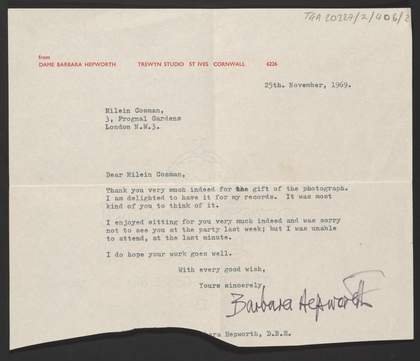 TGA 20227/2/406/2
from
DAME BARBARA HEPWORTH TREWYN STUDIO ST IVES CORNWALL 6226
25th. November, 1969.
Milein Cosman,
3, Frognal Gardens
London N.W.3.
Dear Milein Cosman,
Thank you very much indeed for the gift of the photograph.
I am delighted to have it for my records. It was most
kind of you to think of it.
I enjoyed sitting for you very much indeed and was sorry
not to see you at the party last week; but I was unable
to attend, at the last minute.
I do hope your work goes well.
With every good wish,
Yours sincerely,
Barbara Hepworth
Hepworth, D.B.E.